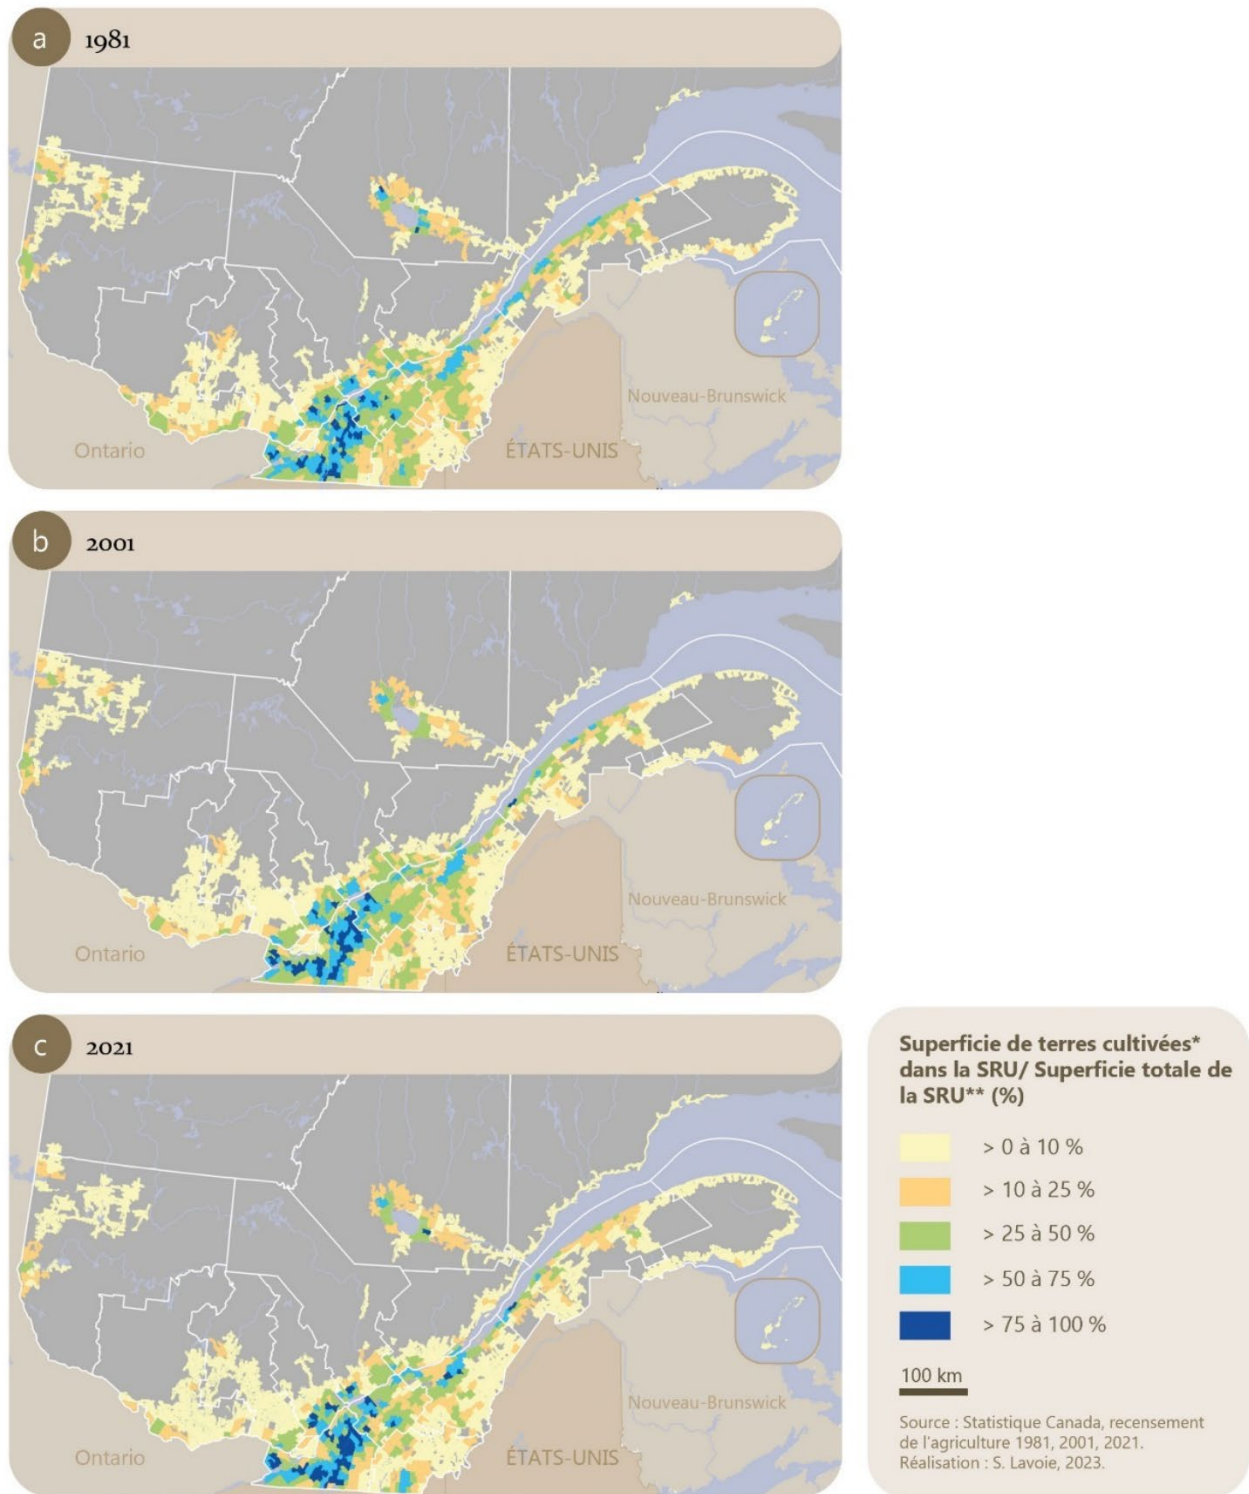 a 1981
Nouveau-Brunswick
Ontario
ÉTATS-UNIS
b 2001
Nouveau-Brunswick
Ontario
ÉTATS-UNIS
c 2021
Nouveau-Brunswick
Ontario
ÉTATS-UNIS
Superficie de terres cultivées*
dans la SRU/ Superficie totale de
la SRU** (%)
> 0 à 10 %
> 10 à 25 %
> 25 à 50 %
> 50 à 75 %
> 75 à 100 %
100 km
Source : Statistique Canada, recensement
de l'agriculture 1981, 2001, 2021.
Réalisation : S. Lavoie, 2023.